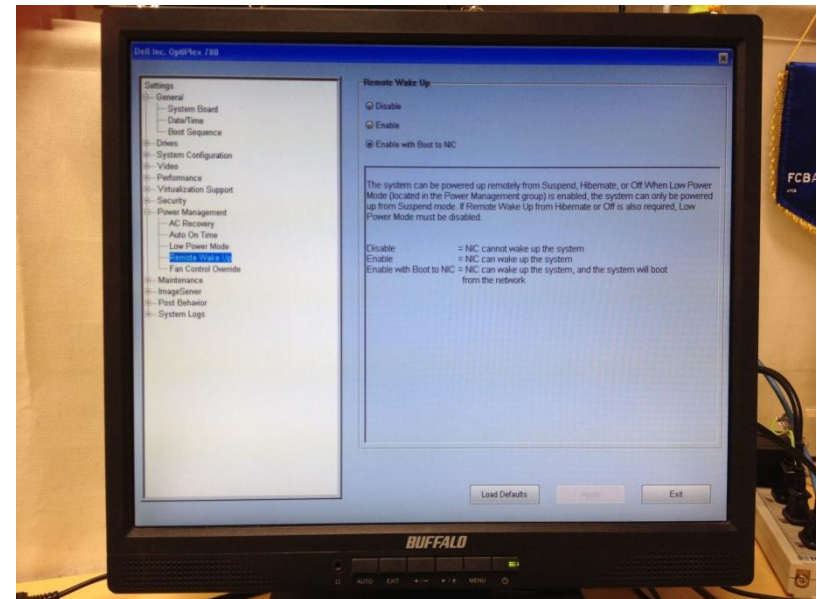 Dell Inc. OptiPlex 780
Settings
General
System Board
Date/Time
Boot Sequence
Drives
System Configuration
Video
Performance
Virtualization Support
Security
Power Management
AC Recovery
Auto On Time
Low Power Mode
Remote Wake Up
Fan Control Override
Maintenance
ImageServer
Post Behavior
System Logs
Remote Wake Up
Disable
Enable
Enable with Boot to NIC
The system can be powered up remotely from Suspend, Hibernate, or Off.When Low Power
Mode (located in the Power Management group) is enabled, the system can only be powered
up from Suspend mode. If Remote Wake Up from Hibernate or Off is also required, Low
Power Mode must be disabled.
Disable = NIC cannot wake up the system
Enable = NIC can wake up the system
Enable with Boot to NIC = NIC can wake up the system, and the system will boot
from the network
Load Defaults
Apply
Exit
BUFFALO
AUTO EXIT ◄/− ►/+ MENU
FCBA